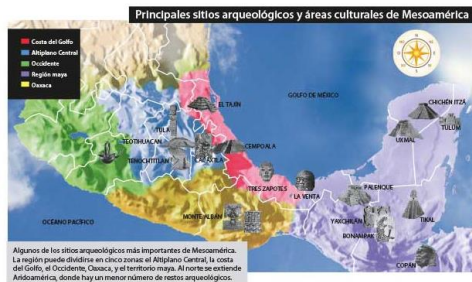 Principales sitios arqueológicos y áreas culturales de Mesoamérica
Costa del Golfo
Altiplano Central
Occidente
Región maya
Oaxaca
GOLFO DE MÉXICO
EL TAJÍN
CHICHÉN ITZÁ
TULA
TULUM
TEOTIHUACAN
UXMAL
CEMPOALA
TENOCHTITLAN
CACAXTLA
TRES ZAPOTES
LA VENTA
PALENQUE
OCÉANO PACÍFICO
MONTE ALBÁN
YAXCHILÁN
TIKAL
BONAMPAK
COPÁN
Algunos de los sitios arqueológicos más importantes de Mesoamérica.
La región puede dividirse en cinco zonas: el Altiplano Central, la costa
del Golfo, el Occidente, Oaxaca, y el territorio maya. Al norte se extiende
Aridoamérica, donde hay un menor número de restos arqueológicos.